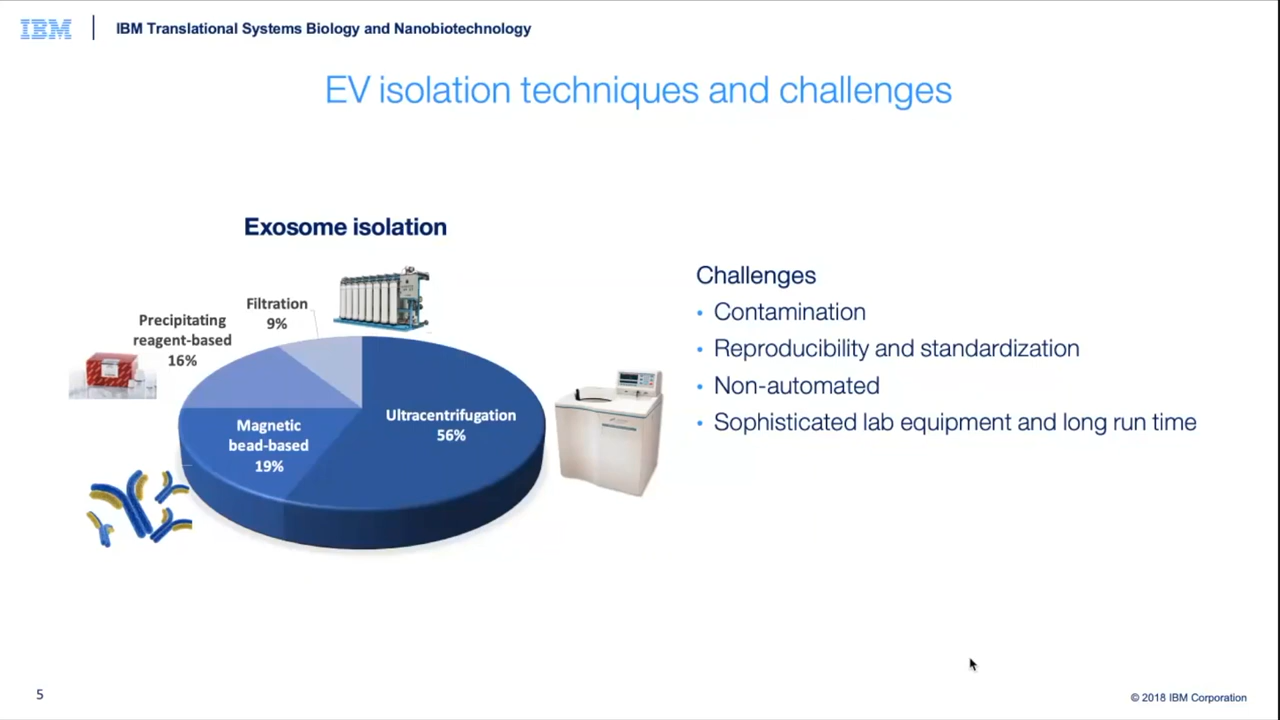 IBM
IBM Translational Systems Biology and Nanobiotechnology
EV isolation techniques and challenges
Exosome isolation
Filtration
9%
Precipitating
reagent-based
16%
Magnetic
bead-based
19%
Ultracentrifugation
56%
Challenges
• Contamination
• Reproducibility and standardization
• Non-automated
• Sophisticated lab equipment and long run time
5
© 2018 IBM Corporation